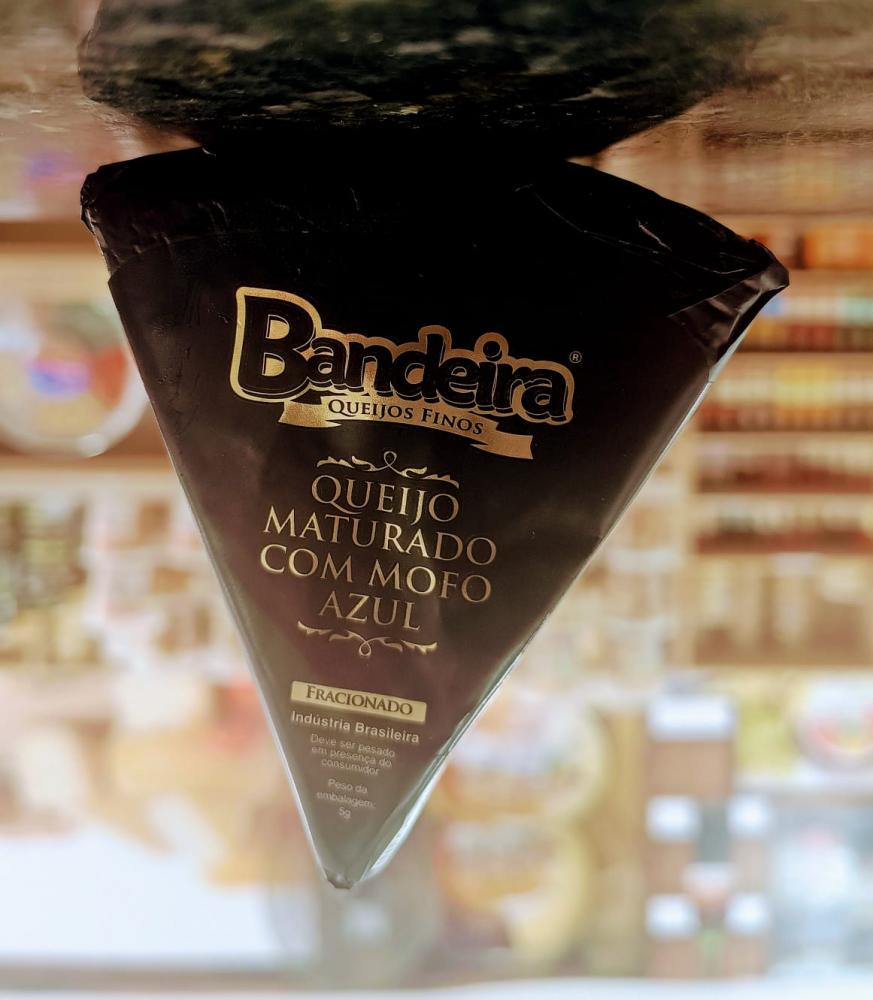 Bandeira®
QUEIJOS FINOS
QUEIJO
MATURADO
COM MOFO
AZUL
FRACIONADO
Indústria Brasileira
Deve ser pesado
em presença do
consumidor
Peso da
embalagem:
5g